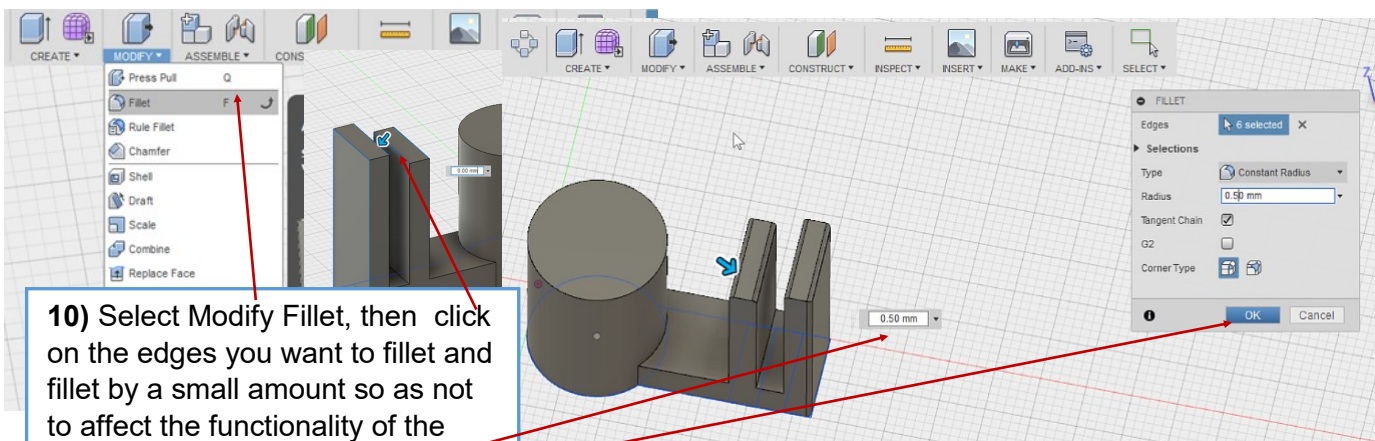 CREATE ▾ MODIFY ▾ ASSEMBLE ▾ CONS
Press Pull Q
Fillet F
Rule Fillet
Chamfer
Shell
Draft
Scale
Combine
Replace Face
0.00 mm
CREATE ▾ MODIFY ▾ ASSEMBLE ▾ CONSTRUCT ▾ INSPECT ▾ INSERT ▾ MAKE ▾ ADD-INS ▾ SELECT ▾
Z
FILLET
Edges 6 selected X
Selections
Type Constant Radius
Radius 0.50 mm
Tangent Chain
G2
Corner Type
OK Cancel
0.50 mm
10) Select Modify Fillet, then click
on the edges you want to fillet and
fillet by a small amount so as not
to affect the functionality of the